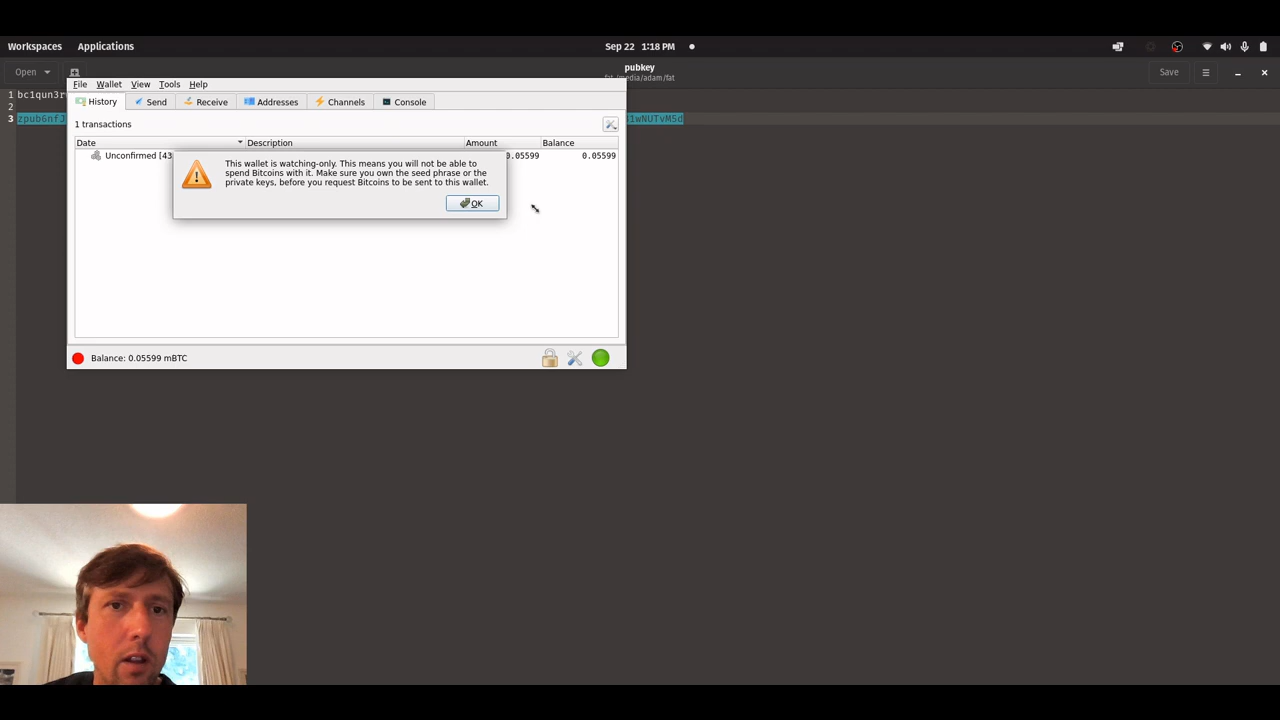 Workspaces Applications Sep 22 1:18 PM
Open pubkey Save
/media/adam/fat
File Wallet View Tools Help
1
History Send Receive Addresses Channels Console
2
3
1 transactions
Date Description Amount Balance
Unconfirmed [43 0.05599 0.05599
This wallet is watching-only. This means you will not be able to
spend Bitcoins with it. Make sure you own the seed phrase or the
private keys, before you request Bitcoins to be sent to this wallet.
OK
Balance: 0.05599 mBTC